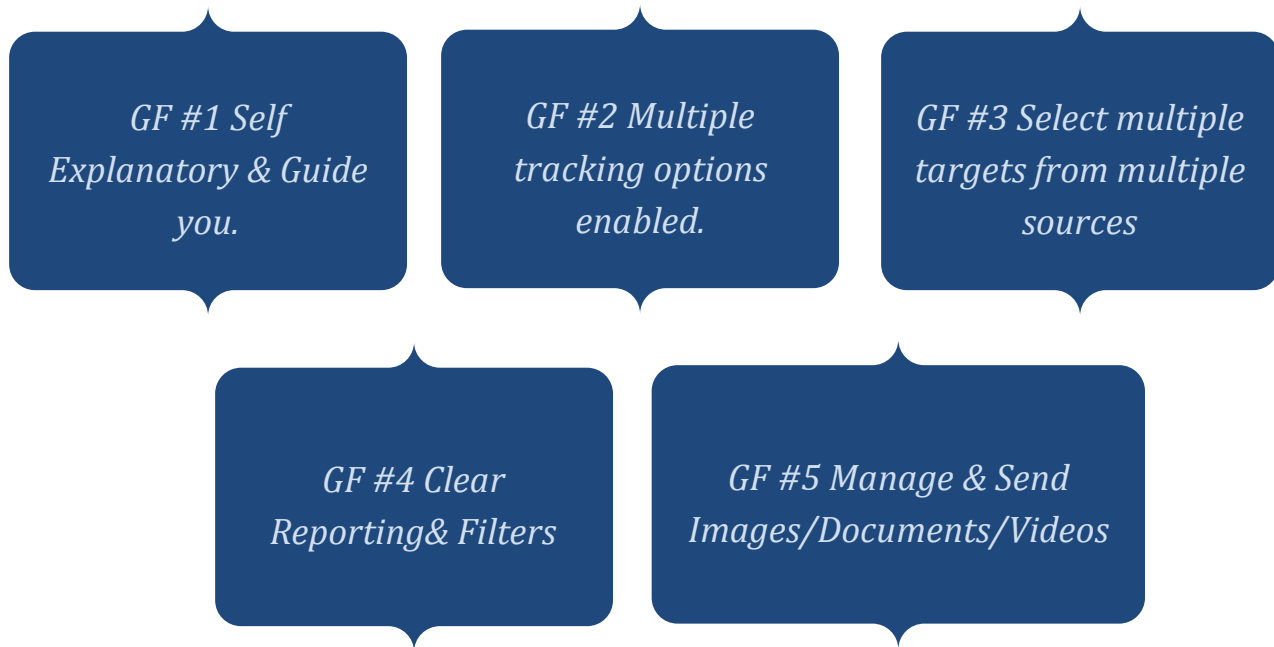 GF #1 Self
Explanatory & Guide
you.
GF #2 Multiple
tracking options
enabled.
GF #3 Select multiple
targets from multiple
sources
GF #4 Clear
Reporting& Filters
GF #5 Manage & Send
Images/Documents/Videos